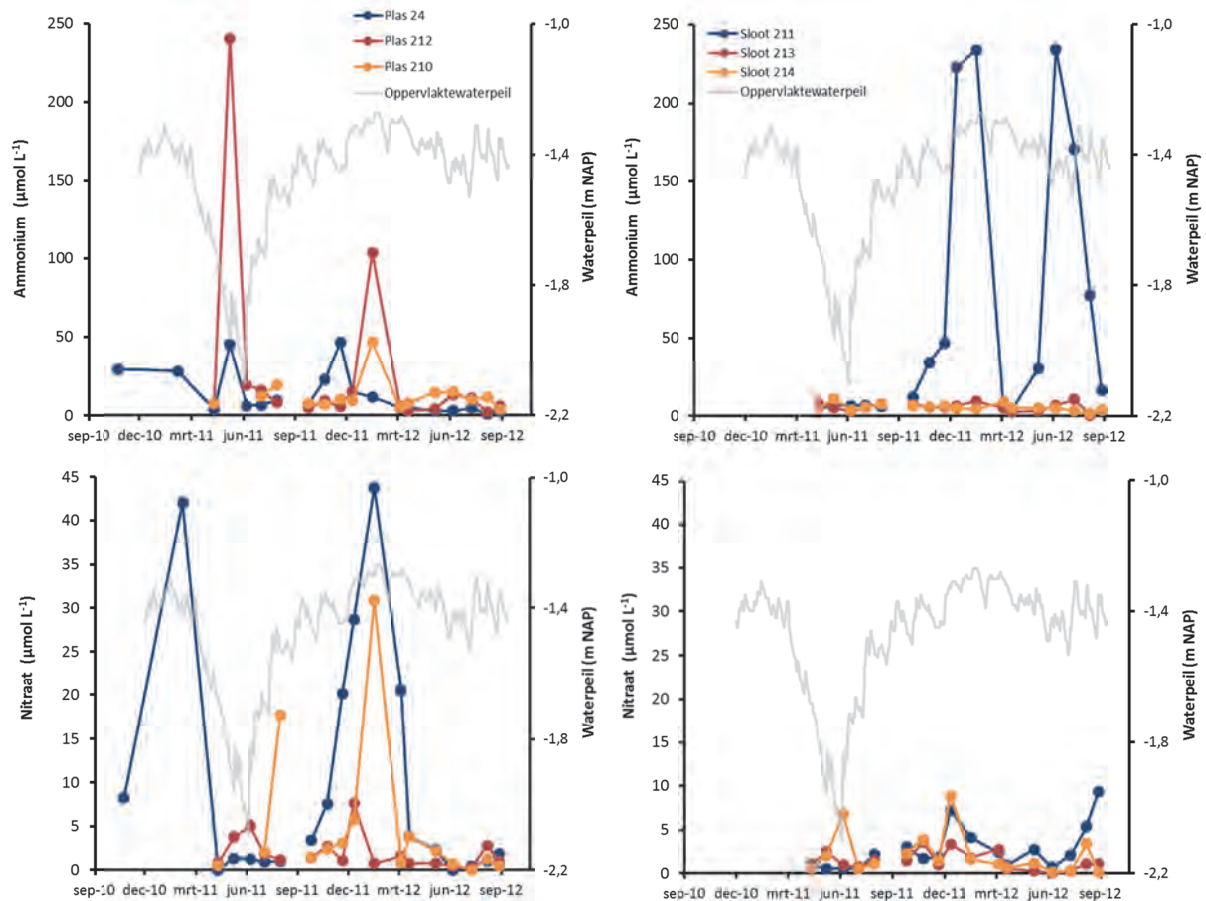 250
200
150
100
50
0
Ammonium (µmol L⁻¹)
Plas 24
Plas 212
Plas 210
Oppervlaktewaterpeil
-1,0
-1,4
-1,8
-2,2
Waterpeil (m NAP)
sep-10 dec-10 mrt-11 jun-11 sep-11 dec-11 mrt-12 jun-12 sep-12
250
200
150
100
50
0
Ammonium (µmol L⁻¹)
Sloot 211
Sloot 213
Sloot 214
Oppervlaktewaterpeil
-1,0
-1,4
-1,8
-2,2
Waterpeil (m NAP)
sep-10 dec-10 mrt-11 jun-11 sep-11 dec-11 mrt-12 jun-12 sep-12
45
40
35
30
25
20
15
10
5
0
Nitraat (µmol L⁻¹)
-1,0
-1,4
-1,8
-2,2
Waterpeil (m NAP)
sep-10 dec-10 mrt-11 jun-11 sep-11 dec-11 mrt-12 jun-12 sep-12
45
40
35
30
25
20
15
10
5
0
Nitraat (µmol L⁻¹)
-1,0
-1,4
-1,8
-2,2
Waterpeil (m NAP)
sep-10 dec-10 mrt-11 jun-11 sep-11 dec-11 mrt-12 jun-12 sep-12